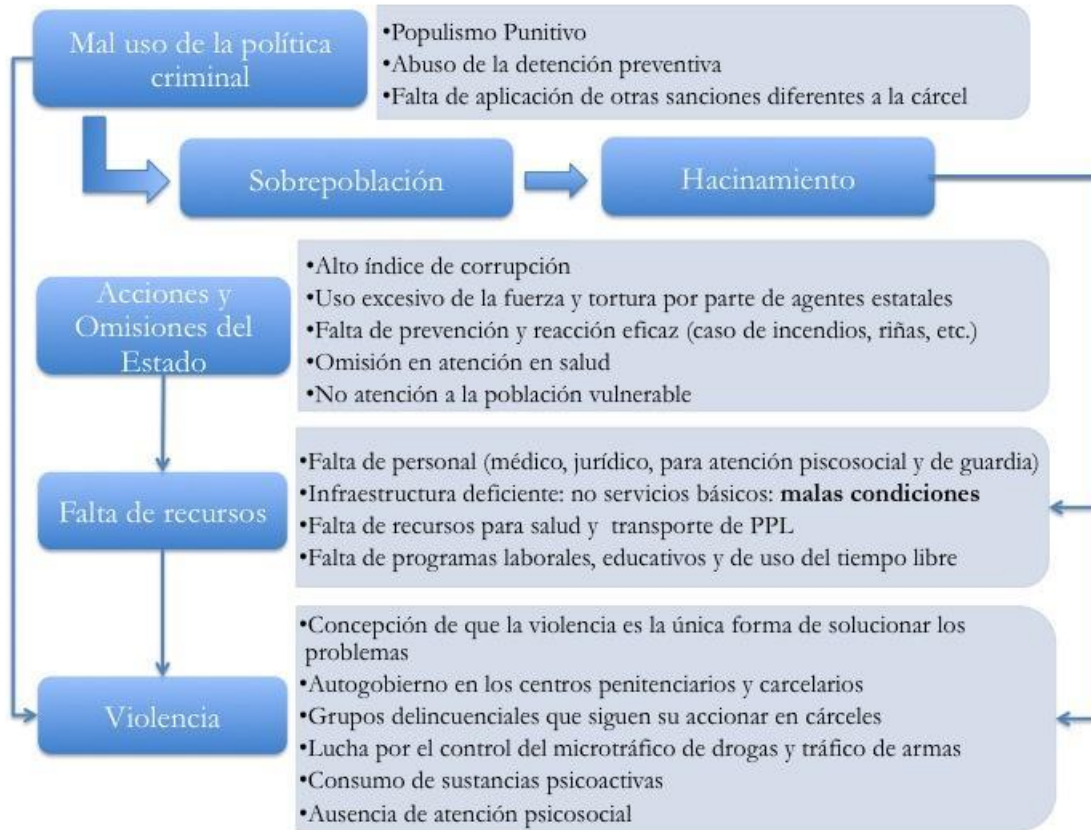 Mal uso de la política
criminal
•Populismo Punitivo
•Abuso de la detención preventiva
•Falta de aplicación de otras sanciones diferentes a la cárcel
Sobrepoblación
Hacinamiento
Acciones y
Omisiones del
Estado
•Alto índice de corrupción
•Uso excesivo de la fuerza y tortura por parte de agentes estatales
•Falta de prevención y reacción eficaz (caso de incendios, riñas, etc.)
•Omisión en atención en salud
•No atención a la población vulnerable
Falta de recursos
•Falta de personal (médico, jurídico, para atención piscosocial y de guardia)
•Infraestructura deficiente: no servicios básicos: malas condiciones
•Falta de recursos para salud y transporte de PPL
•Falta de programas laborales, educativos y de uso del tiempo libre
Violencia
•Concepción de que la violencia es la única forma de solucionar los
problemas
•Autogobierno en los centros penitenciarios y carcelarios
•Grupos delincuenciales que siguen su accionar en cárceles
•Lucha por el control del microtráfico de drogas y tráfico de armas
•Consumo de sustancias psicoactivas
•Ausencia de atención psicosocial